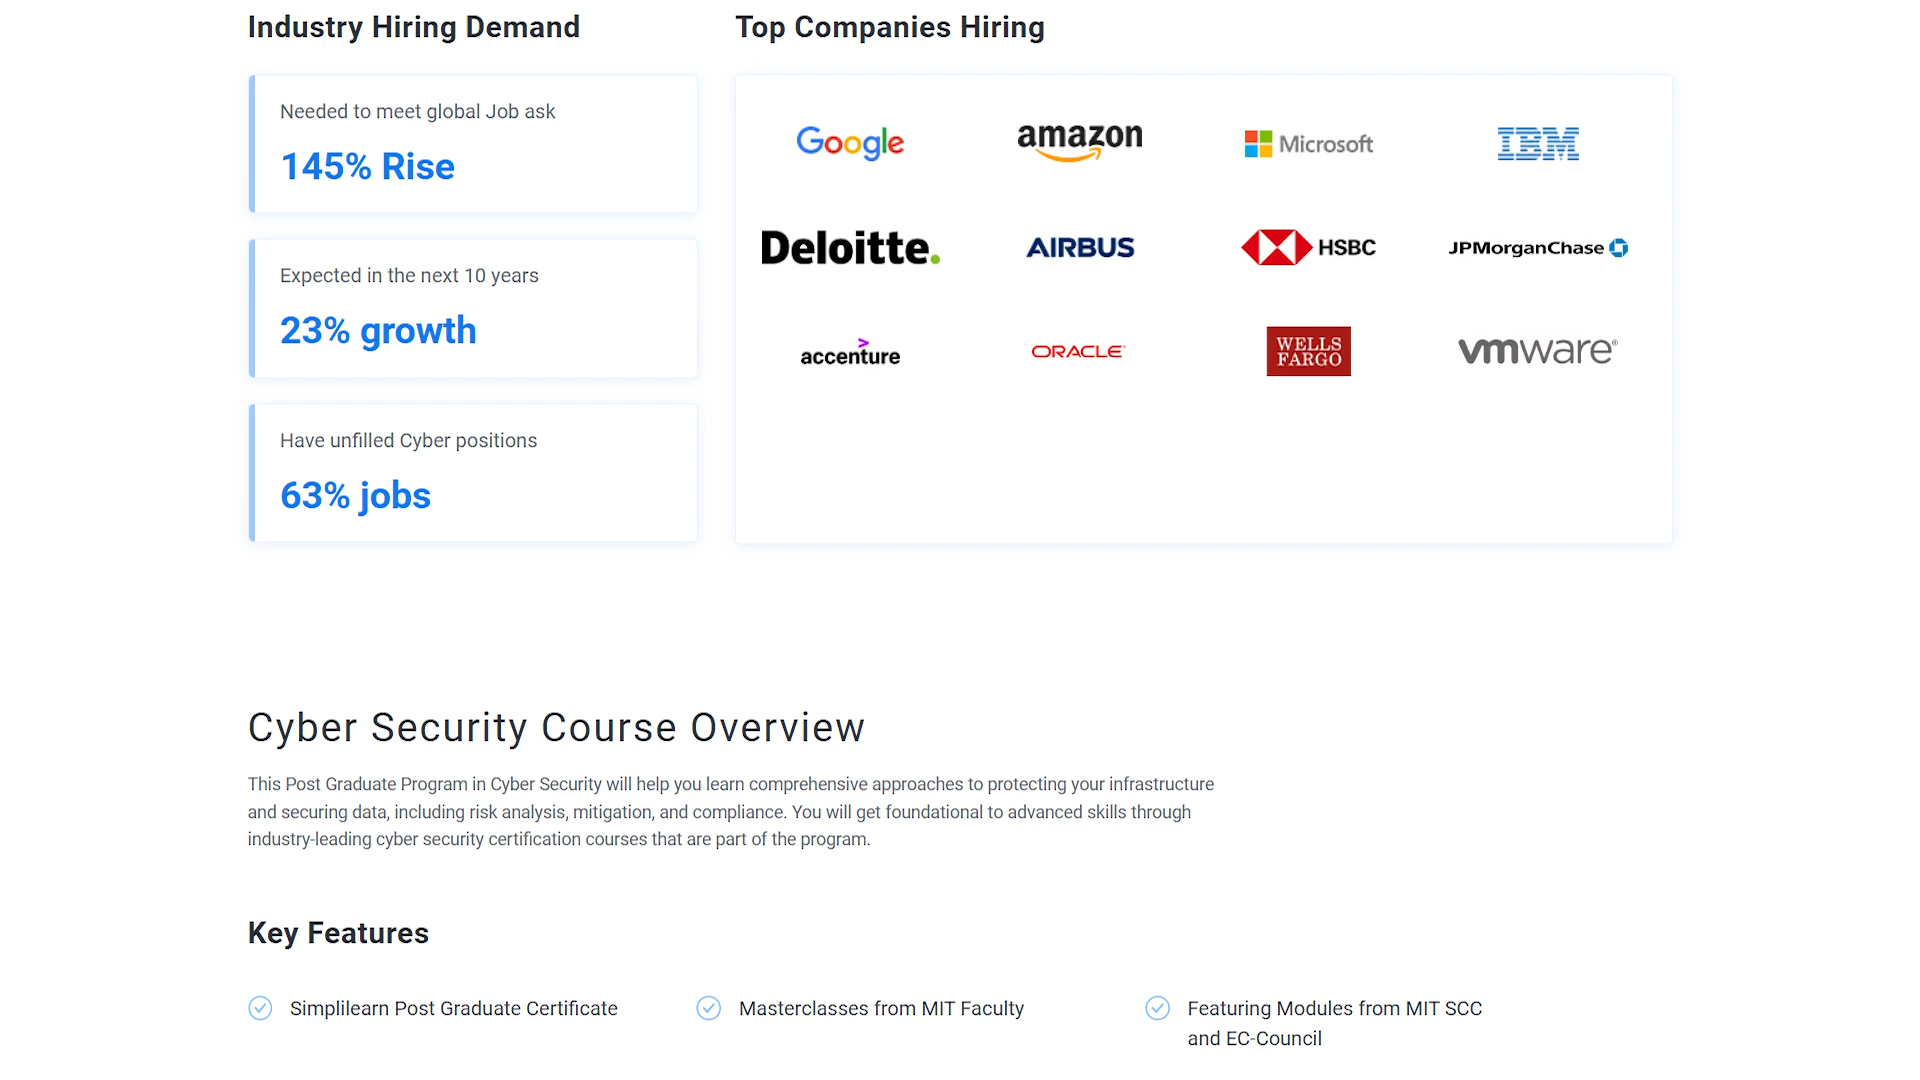 Industry Hiring Demand
Needed to meet global Job ask
145% Rise
Expected in the next 10 years
23% growth
Have unfilled Cyber positions
63% jobs
Top Companies Hiring
Google
amazon
Microsoft
IBM
Deloitte.
AIRBUS
HSBC
JPMorganChase
accenture
ORACLE
WELLS
FARGO
vmware®
Cyber Security Course Overview
This Post Graduate Program in Cyber Security will help you learn comprehensive approaches to protecting your infrastructure
and securing data, including risk analysis, mitigation, and compliance. You will get foundational to advanced skills through
industry-leading cyber security certification courses that are part of the program.
Key Features
Simplilearn Post Graduate Certificate
Masterclasses from MIT Faculty
Featuring Modules from MIT SCC
and EC-Council